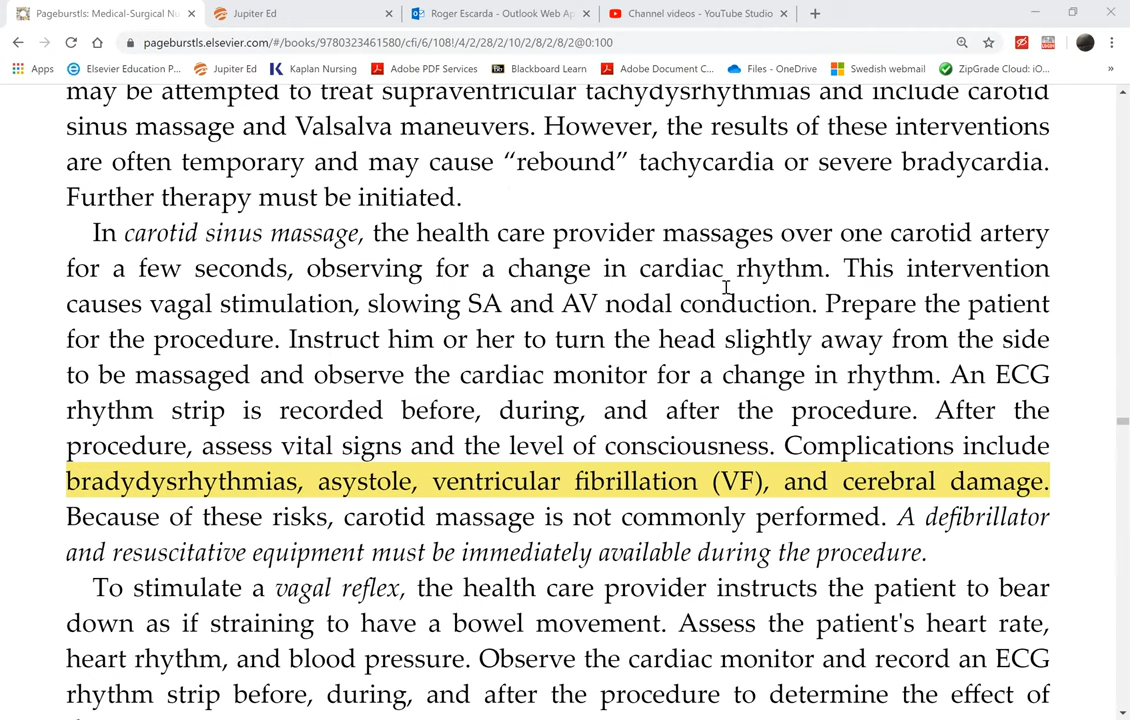 Pageburstls: Medical-Surgical Nu
Jupiter Ed
Roger Escarda - Outlook Web Ap
Channel videos - YouTube Studio
pageburstls.elsevier.com/#/books/9780323461580/cfi/6/108!/4/2/28/2/10/2/8/2/8/2@0:100
Apps
Elsevier Education P...
Jupiter Ed
Kaplan Nursing
Adobe PDF Services
Blackboard Learn
Adobe Document C...
Files - OneDrive
Swedish webmail
ZipGrade Cloud: iO...
»
may be attempted to treat supraventricular tachydysrhythmias and include carotid
sinus massage and Valsalva maneuvers. However, the results of these interventions
are often temporary and may cause “rebound” tachycardia or severe bradycardia.
Further therapy must be initiated.
In carotid sinus massage, the health care provider massages over one carotid artery
for a few seconds, observing for a change in cardiac rhythm. This intervention
causes vagal stimulation, slowing SA and AV nodal conduction. Prepare the patient
for the procedure. Instruct him or her to turn the head slightly away from the side
to be massaged and observe the cardiac monitor for a change in rhythm. An ECG
rhythm strip is recorded before, during, and after the procedure. After the
procedure, assess vital signs and the level of consciousness. Complications include
bradydysrhythmias, asystole, ventricular fibrillation (VF), and cerebral damage.
Because of these risks, carotid massage is not commonly performed. A defibrillator
and resuscitative equipment must be immediately available during the procedure.
To stimulate a vagal reflex, the health care provider instructs the patient to bear
down as if straining to have a bowel movement. Assess the patient's heart rate,
heart rhythm, and blood pressure. Observe the cardiac monitor and record an ECG
rhythm strip before, during, and after the procedure to determine the effect of